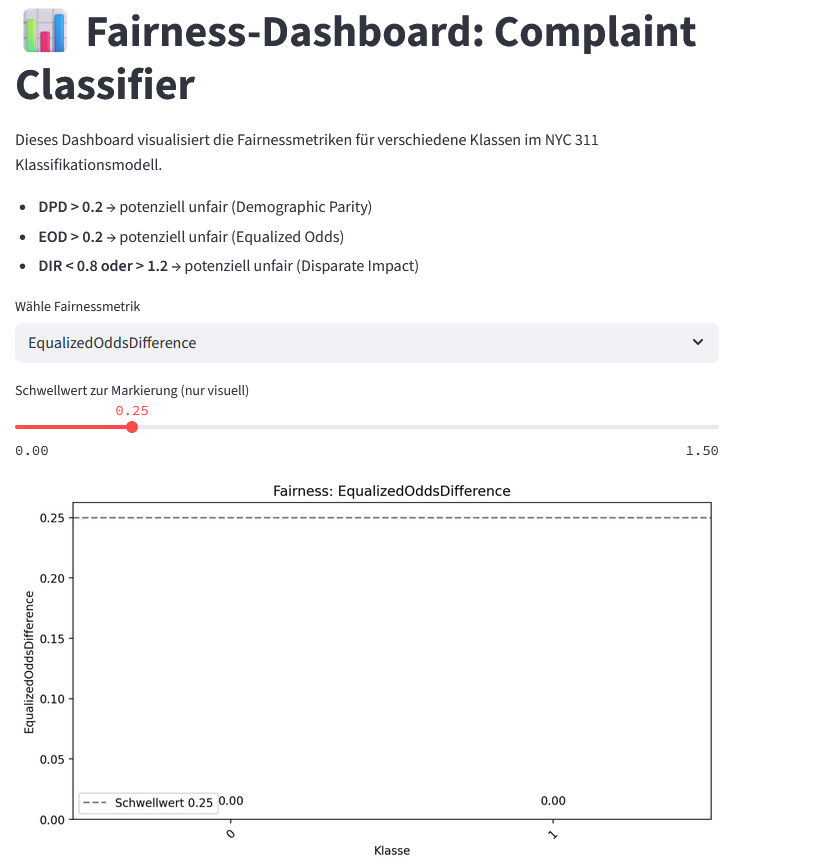 Fairness-Dashboard: Complaint
Classifier
Dieses Dashboard visualisiert die Fairnessmetriken für verschiedene Klassen im NYC 311
Klassifikationsmodell.
• DPD > 0.2 → potenziell unfair (Demographic Parity)
• EOD > 0.2 → potenziell unfair (Equalized Odds)
• DIR < 0.8 oder > 1.2 → potenziell unfair (Disparate Impact)
Wähle Fairnessmetrik
EqualizedOddsDifference
Schwellwert zur Markierung (nur visuell)
0.25
0.00 1.50
Fairness: EqualizedOddsDifference
0.25
0.20
0.15
0.10
0.05
0.00
EqualizedOddsDifference
Schwellwert 0.25
0.00 0.00
0 1
Klasse